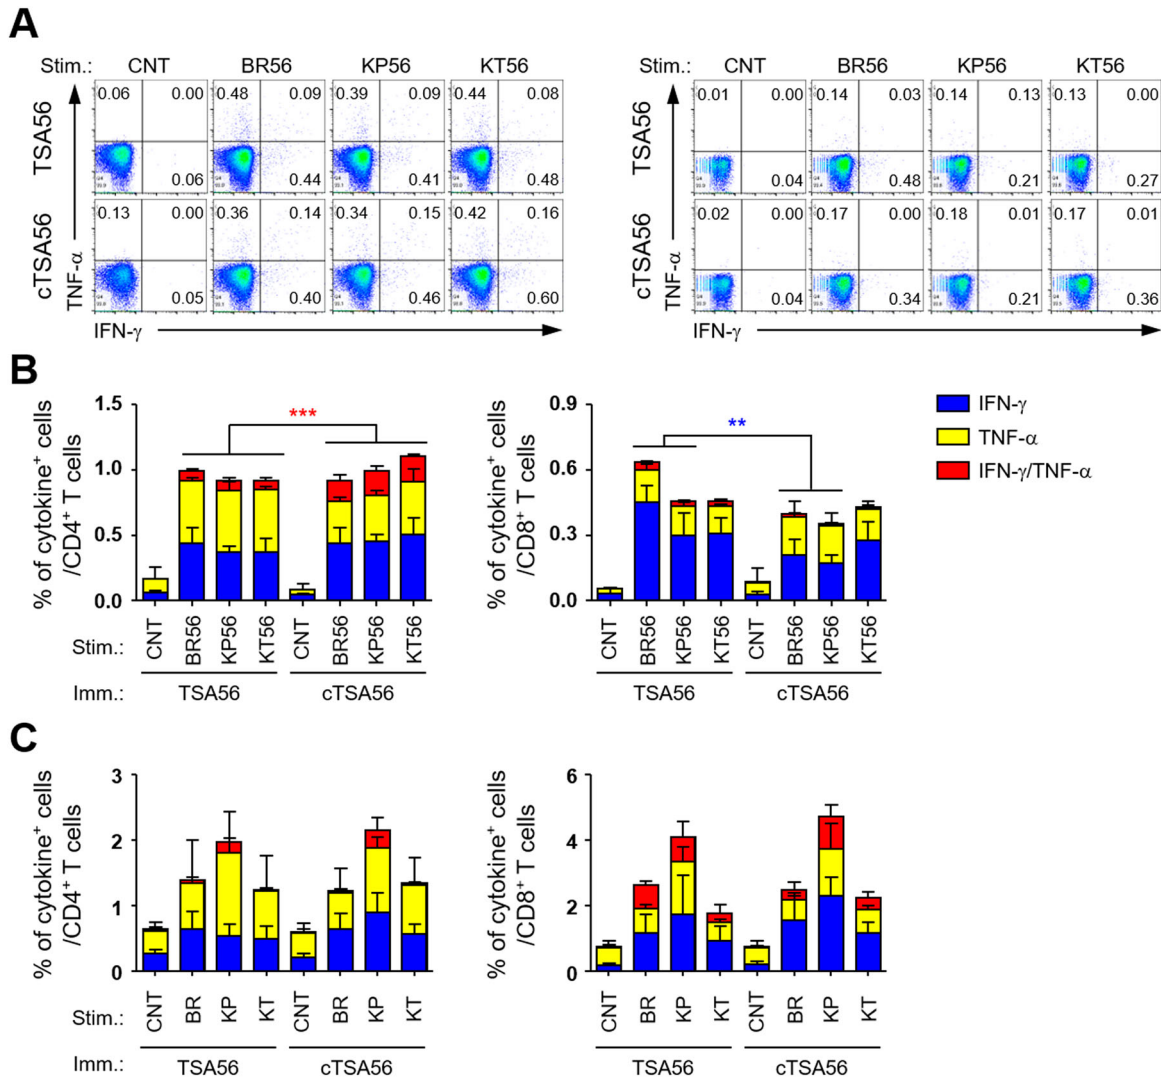 A
Stim.: CNT BR56 KP56 KT56
Stim.: CNT BR56 KP56 KT56
TSA56
0.06 0.00 0.48 0.09 0.39 0.09 0.44 0.08
0.06 0.44 0.41 0.48
cTSA56
0.13 0.00 0.36 0.14 0.34 0.15 0.42 0.16
0.05 0.40 0.46 0.60
TNF-α
IFN-γ
TSA56
0.01 0.00 0.14 0.03 0.14 0.13 0.13 0.00
0.04 0.48 0.21 0.27
cTSA56
0.02 0.00 0.17 0.00 0.18 0.01 0.17 0.01
0.04 0.34 0.21 0.36
TNF-α
IFN-γ
B
% of cytokine⁺ cells
/CD4⁺ T cells
1.5
1.0
0.5
0.0
***
Stim.: CNT BR56 KP56 KT56 CNT BR56 KP56 KT56
Imm.: TSA56 cTSA56
% of cytokine⁺ cells
/CD8⁺ T cells
0.9
0.6
0.3
0.0
**
Stim.: CNT BR56 KP56 KT56 CNT BR56 KP56 KT56
TSA56 cTSA56
IFN-γ
TNF-α
IFN-γ/TNF-α
C
% of cytokine⁺ cells
/CD4⁺ T cells
3
2
1
0
Stim.: CNT BR KP KT CNT BR KP KT
Imm.: TSA56 cTSA56
% of cytokine⁺ cells
/CD8⁺ T cells
6
4
2
0
Stim.: CNT BR KP KT CNT BR KP KT
Imm.: TSA56 cTSA56